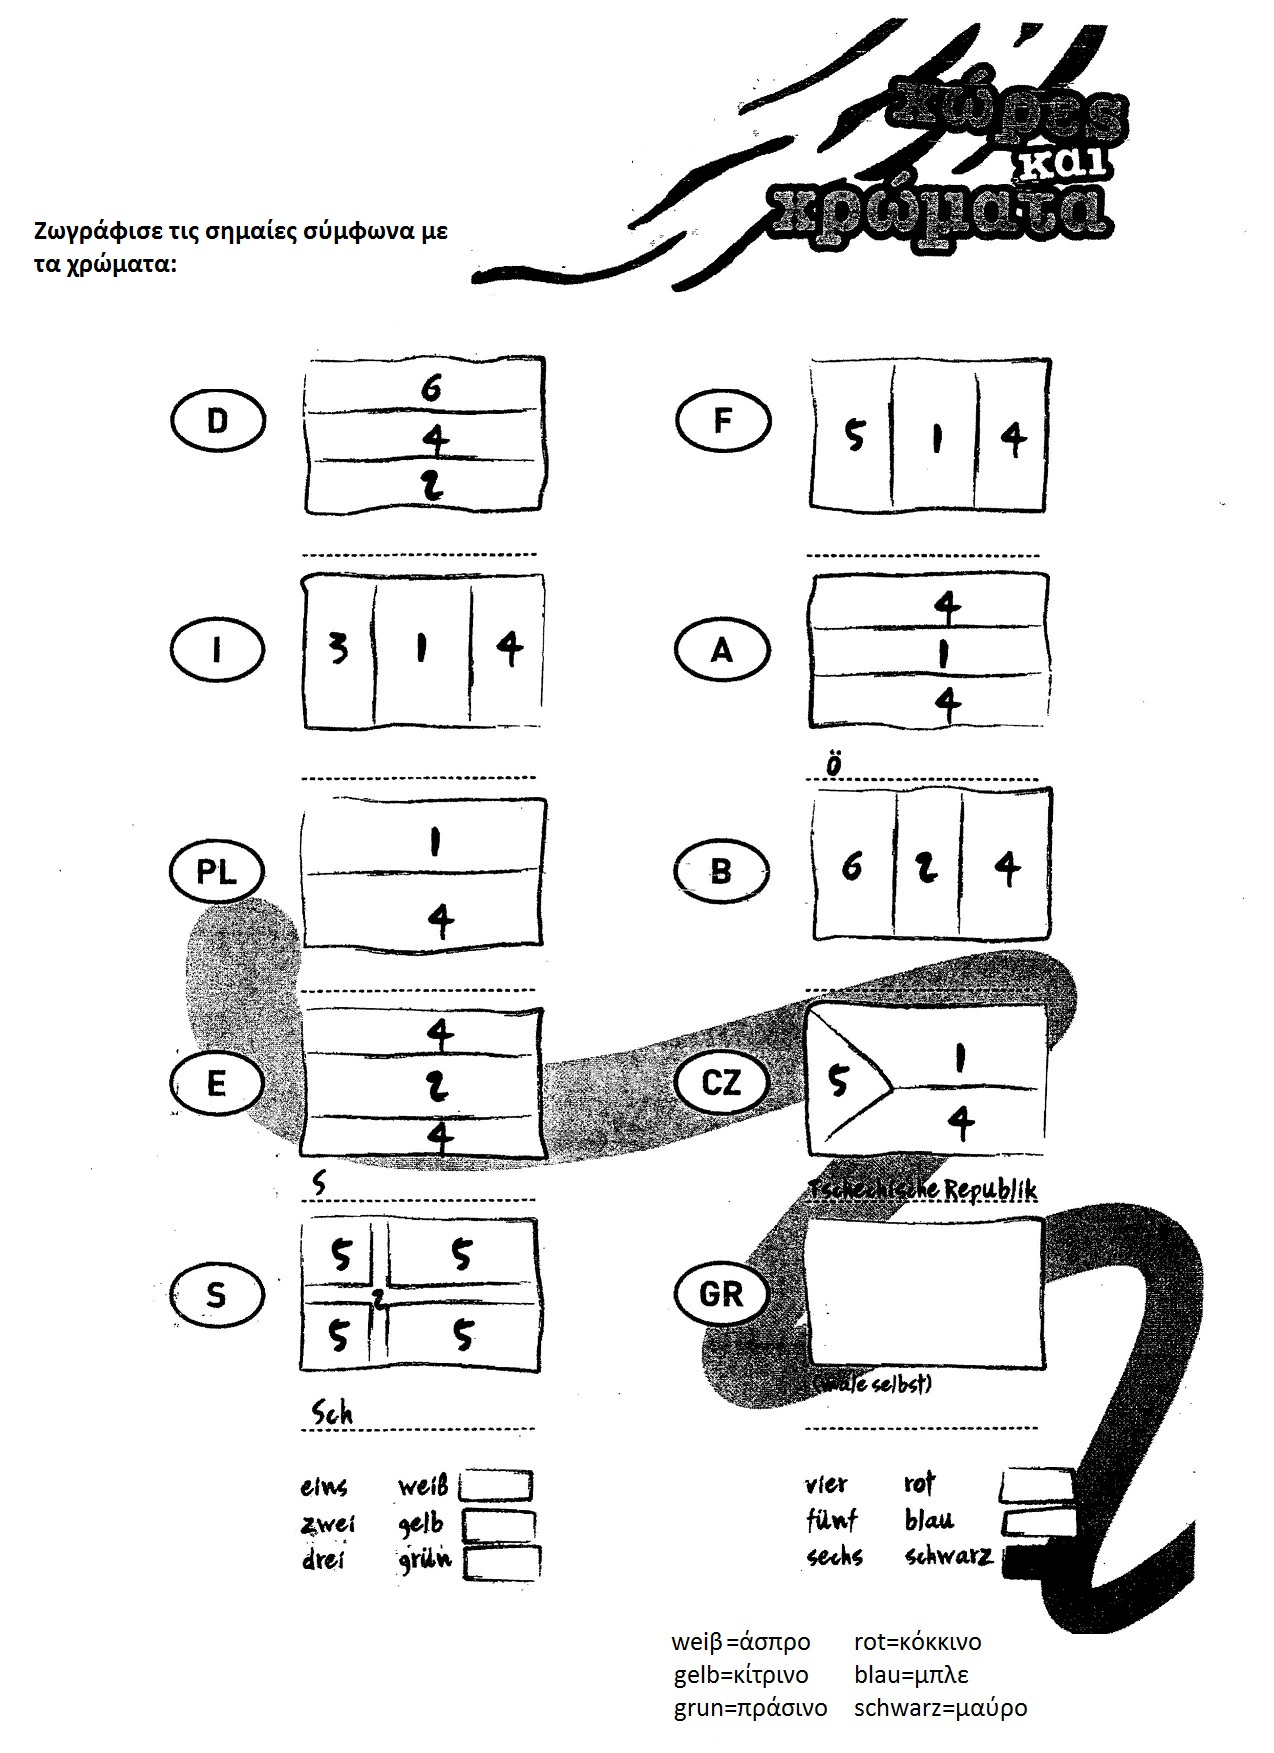 χώρες
και
χρώματα
Ζωγράφισε τις σημαίες σύμφωνα με
τα χρώματα:
D
6
4
2
F
5 1 4
I
3 1 4
A
4
1
4
Ö
PL
1
4
B
6 2 4
E
4
2
4
S
CZ
5
1
4
Tschechische Republik
S
5 5
2
5 5
Sch
GR
(male selbst)
eins weiß
zwei gelb
drei grün
vier rot
fünf blau
sechs schwarz
weiβ=άσπρο rot=κόκκινο
gelb=κίτρινο blau=μπλε
grun=πράσινο schwarz=μαύρο